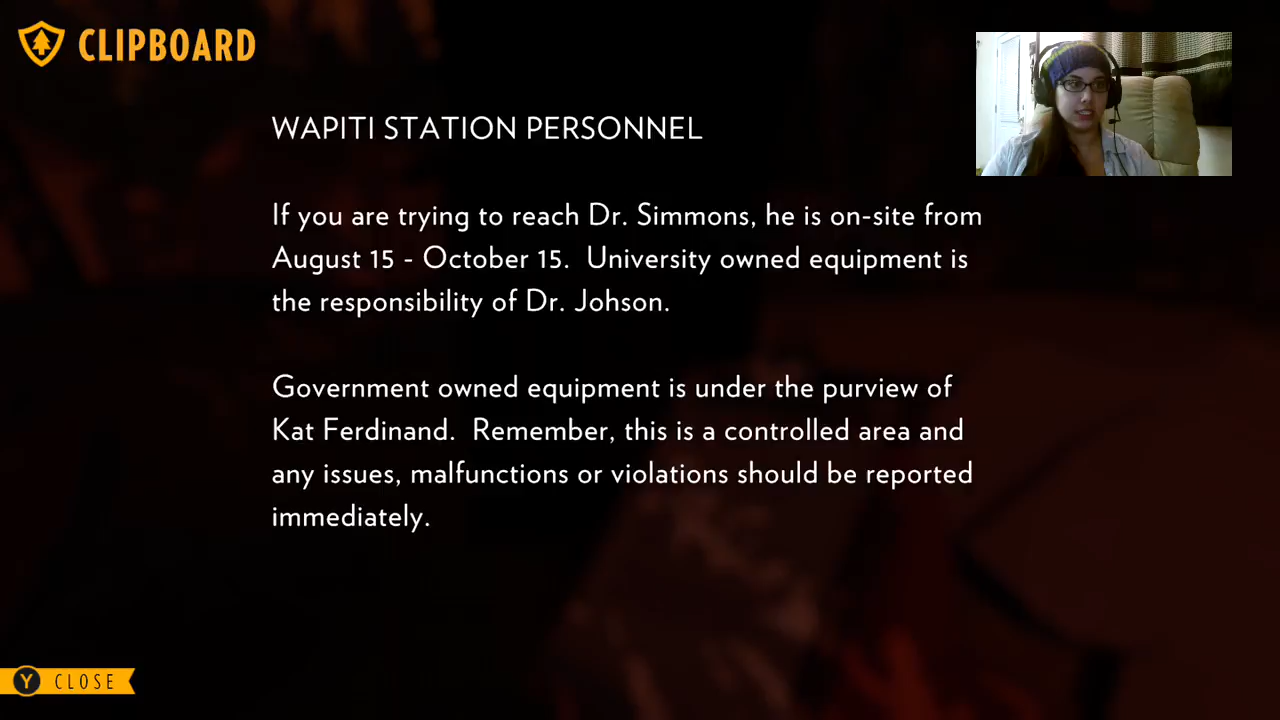 CLIPBOARD
WAPITI STATION PERSONNEL
If you are trying to reach Dr. Simmons, he is on-site from
August 15 - October 15.  University owned equipment is
the responsibility of Dr. Johson.
Government owned equipment is under the purview of
Kat Ferdinand.  Remember, this is a controlled area and
any issues, malfunctions or violations should be reported
immediately.
Y CLOSE